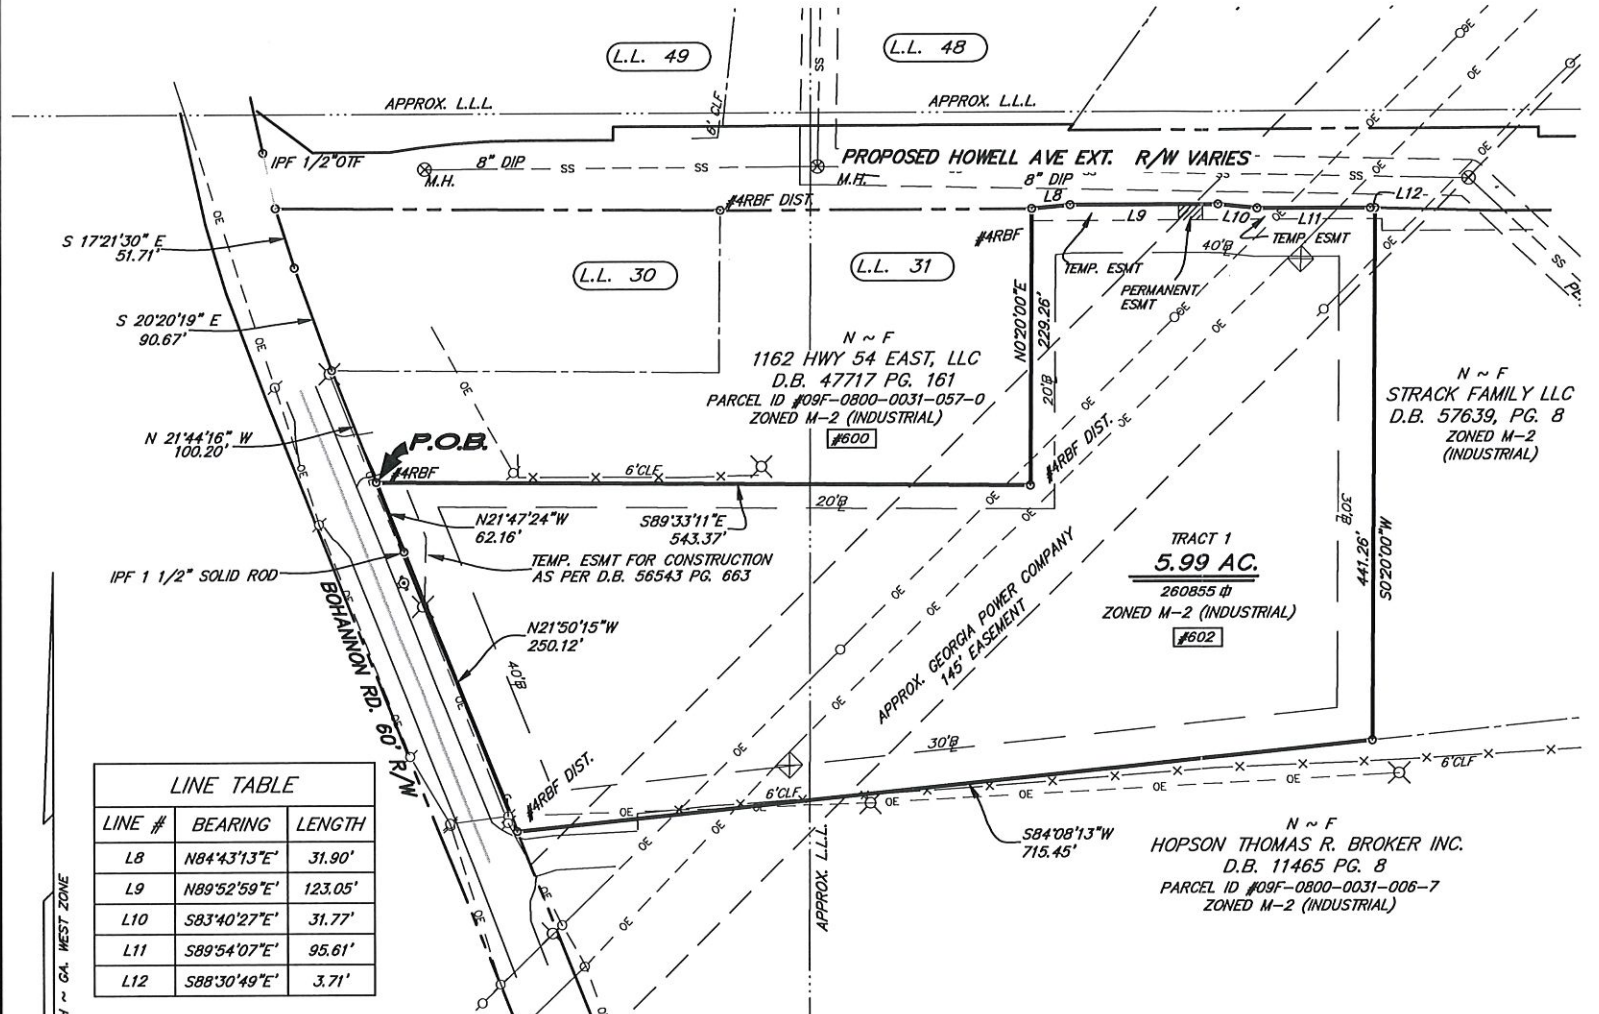 L.L. 49
L.L. 48
APPROX. L.L.L.
APPROX. L.L.L.
6' CLF
SS
OE
OE
OE
IPF 1/2"OTF
8" DIP
SS
SS
M.H.
PROPOSED HOWELL AVE EXT. R/W VARIES
M.H.
8" DIP
SS
SS
SS
#4RBF DIST.
L8
L9
L10
L11
L12
#4RBF
TEMP. ESMT
TEMP. ESMT
PERMANENT
ESMT
40'B
S 17°21'30" E
51.71'
L.L. 30
L.L. 31
S 20°20'19" E
90.67'
N0°20'00"E
229.26'
20'B
N ~ F
1162 HWY 54 EAST, LLC
D.B. 47717 PG. 161
PARCEL ID #09F-0800-0031-057-0
ZONED M-2 (INDUSTRIAL)
#600
N ~ F
STRACK FAMILY LLC
D.B. 57639, PG. 8
ZONED M-2
(INDUSTRIAL)
N 21°44'16" W
100.20'
P.O.B.
#4RBF
6'CLF
#4RBF DIST.
20'B
30'B
N21°47'24"W
62.16'
S89°33'11"E
543.37'
TEMP. ESMT FOR CONSTRUCTION
AS PER D.B. 56543 PG. 663
IPF 1 1/2" SOLID ROD
BOHANNON RD. 60' R/W
N21°50'15"W
250.12'
40'B
APPROX. GEORGIA POWER COMPANY
145' EASEMENT
TRACT 1
5.99 AC.
260855
ZONED M-2 (INDUSTRIAL)
#602
441.26'
S0°20'00"W
30'B
#4RBF DIST.
6'CLF
OE
6'CLF
OE
OE
OE
OE
S84°08'13"W
715.45'
APPROX. L.L.L.
N ~ F
HOPSON THOMAS R. BROKER INC.
D.B. 11465 PG. 8
PARCEL ID #09F-0800-0031-006-7
ZONED M-2 (INDUSTRIAL)
LINE TABLE
LINE # BEARING LENGTH
L8 N84°43'13"E' 31.90'
L9 N89°52'59"E' 123.05'
L10 S83°40'27"E' 31.77'
L11 S89°54'07"E' 95.61'
L12 S88°30'49"E' 3.71'
~ GA. WEST ZONE